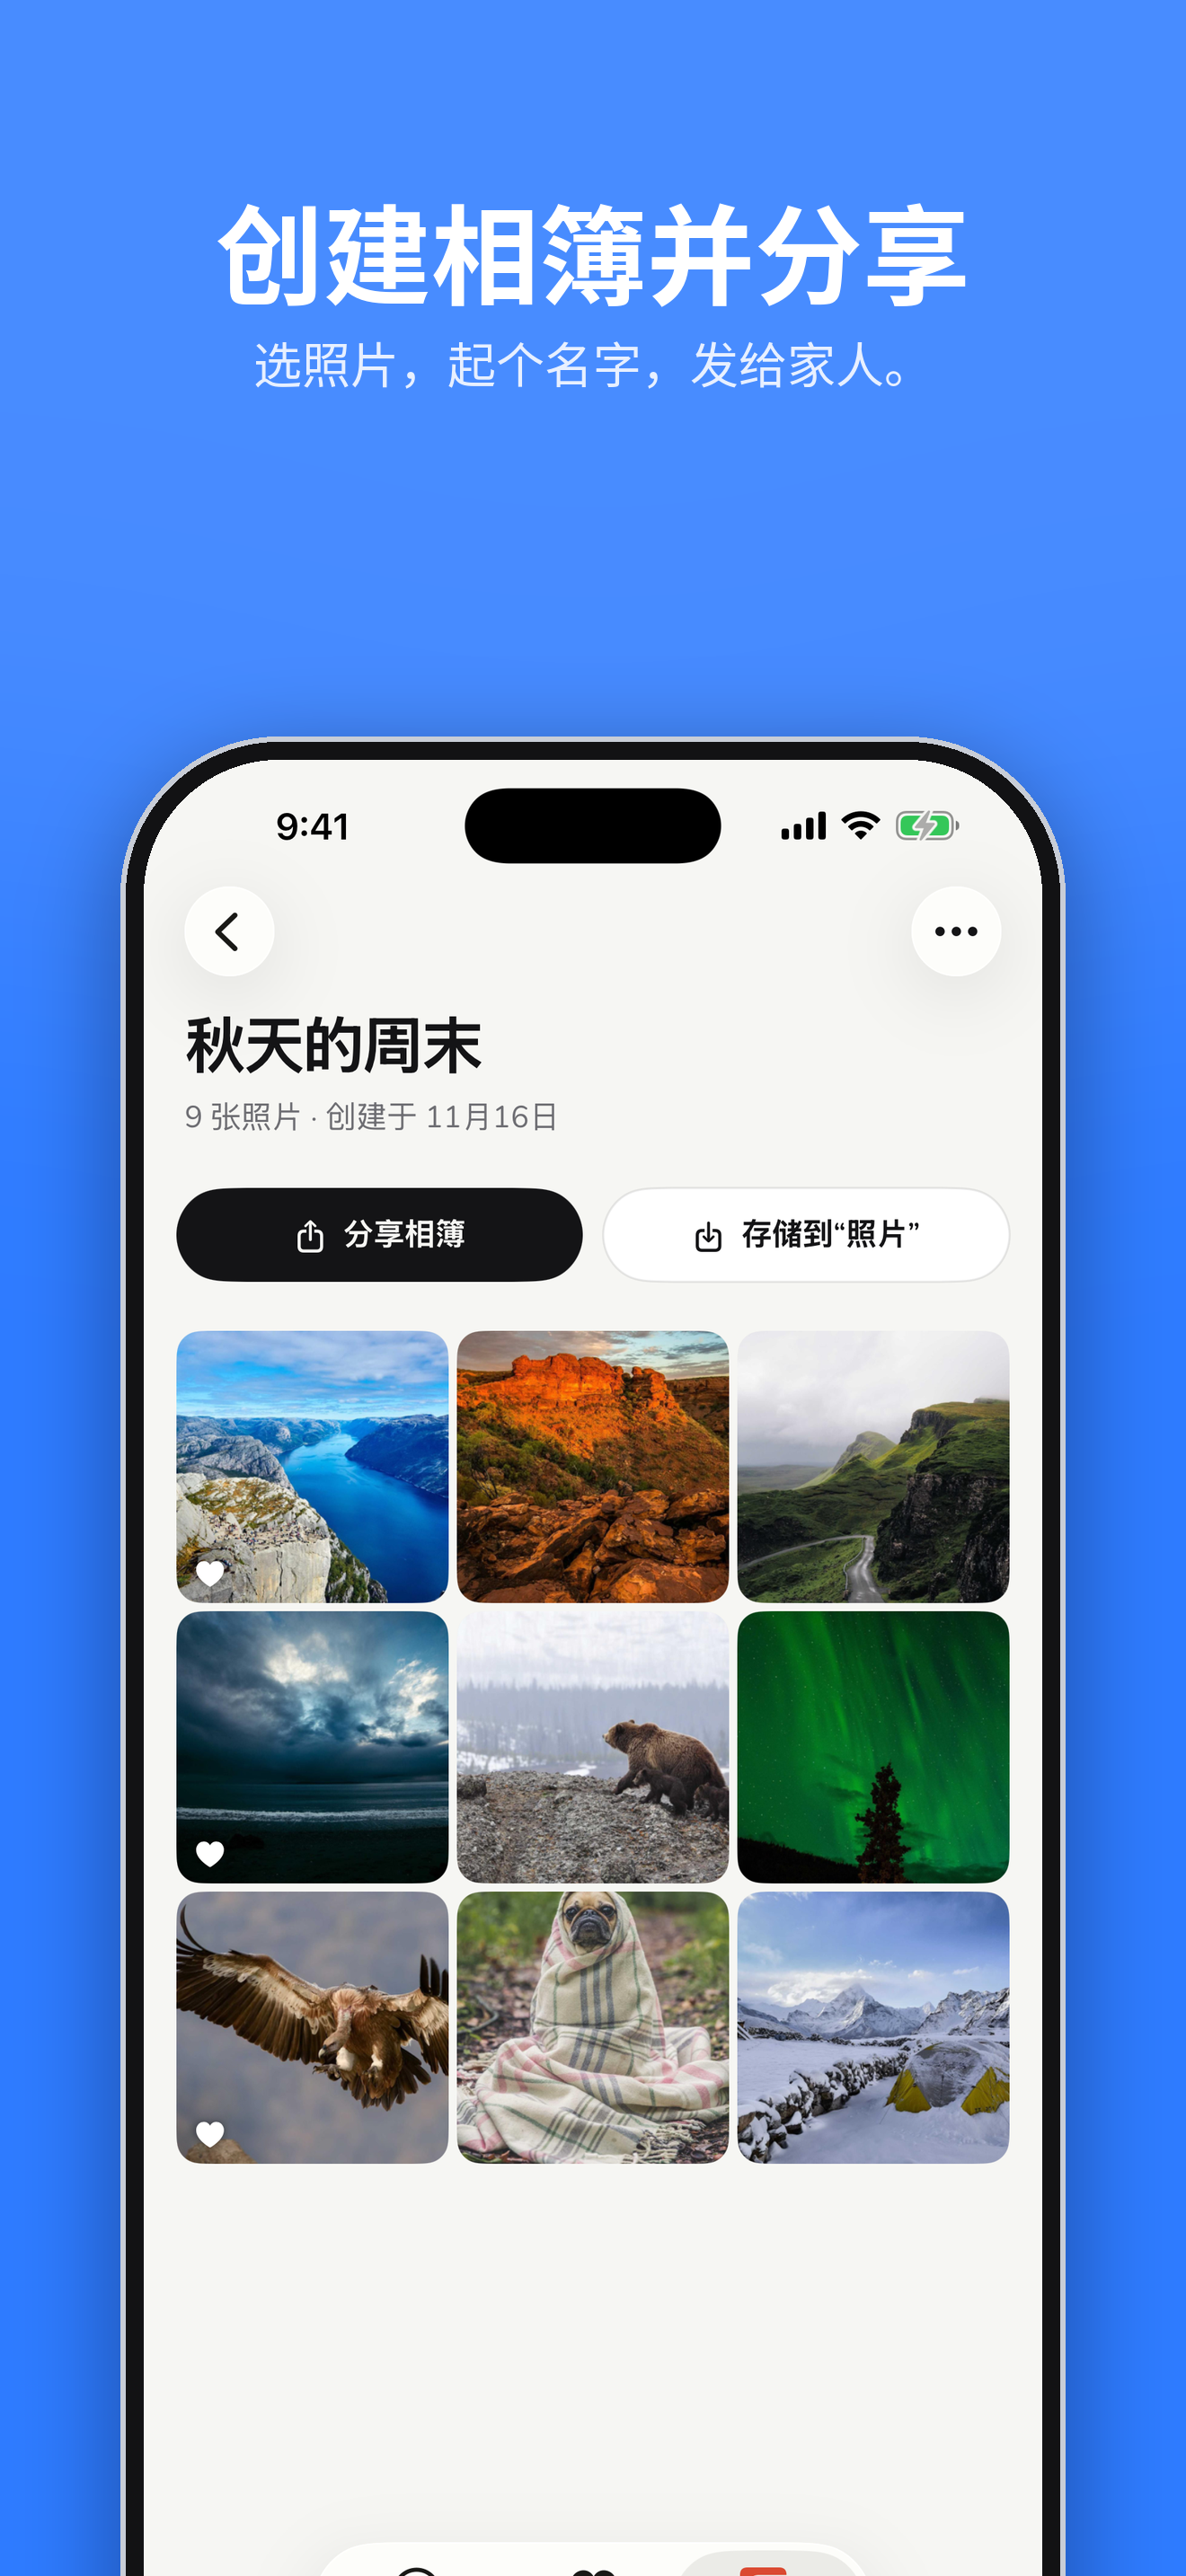 创建相簿并分享
选照片，起个名字，发给家人。
9:41
秋天的周末
9 张照片 · 创建于 11月16日
分享相簿
存储到“照片”